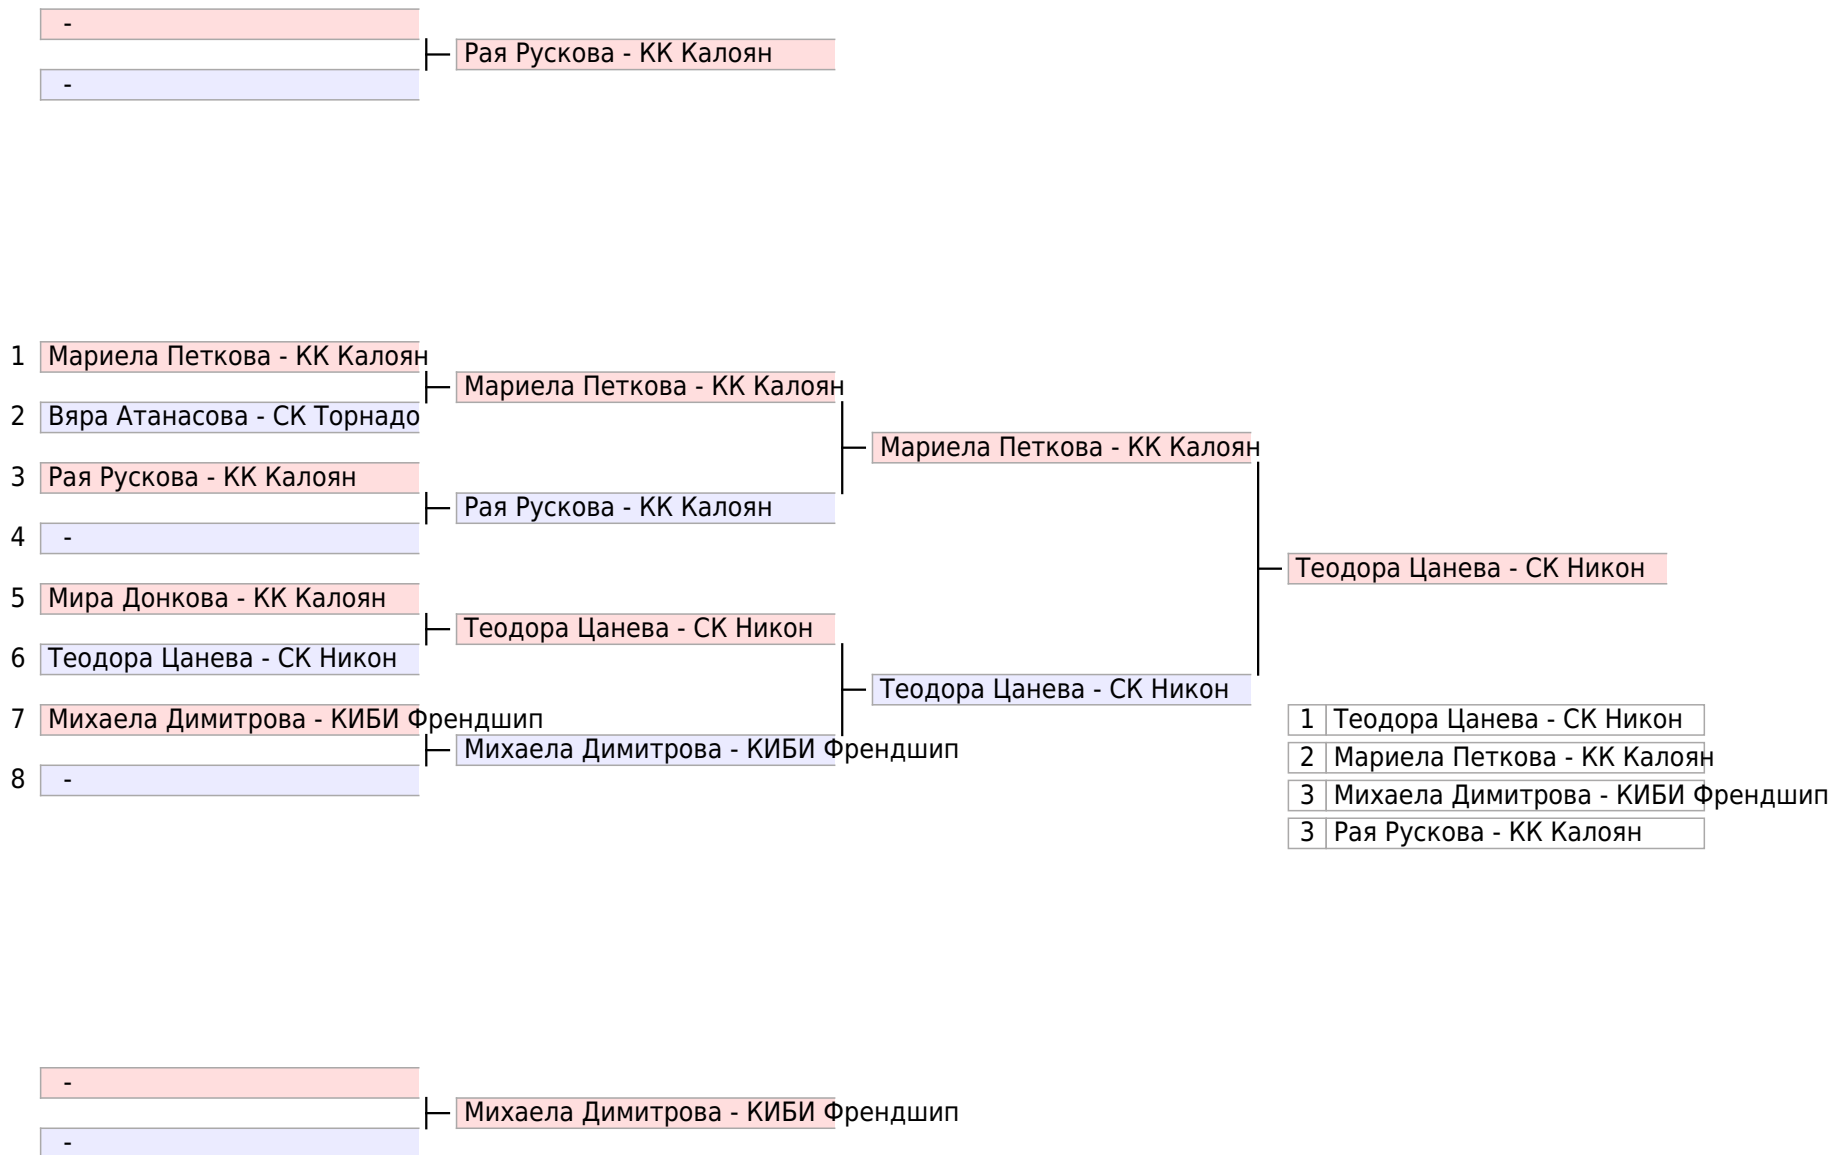 -
Рая Рускова - КК Калоян
-
1 Мариела Петкова - КК Калоян
Мариела Петкова - КК Калоян
2 Вяра Атанасова - СК Торнадо
Мариела Петкова - КК Калоян
3 Рая Рускова - КК Калоян
Рая Рускова - КК Калоян
4 -
Теодора Цанева - СК Никон
5 Мира Донкова - КК Калоян
Теодора Цанева - СК Никон
6 Теодора Цанева - СК Никон
Теодора Цанева - СК Никон
7 Михаела Димитрова - КИБИ Френдшип
Михаела Димитрова - КИБИ Френдшип
8 -
1 Теодора Цанева - СК Никон
2 Мариела Петкова - КК Калоян
3 Михаела Димитрова - КИБИ Френдшип
3 Рая Рускова - КК Калоян
-
Михаела Димитрова - КИБИ Френдшип
-